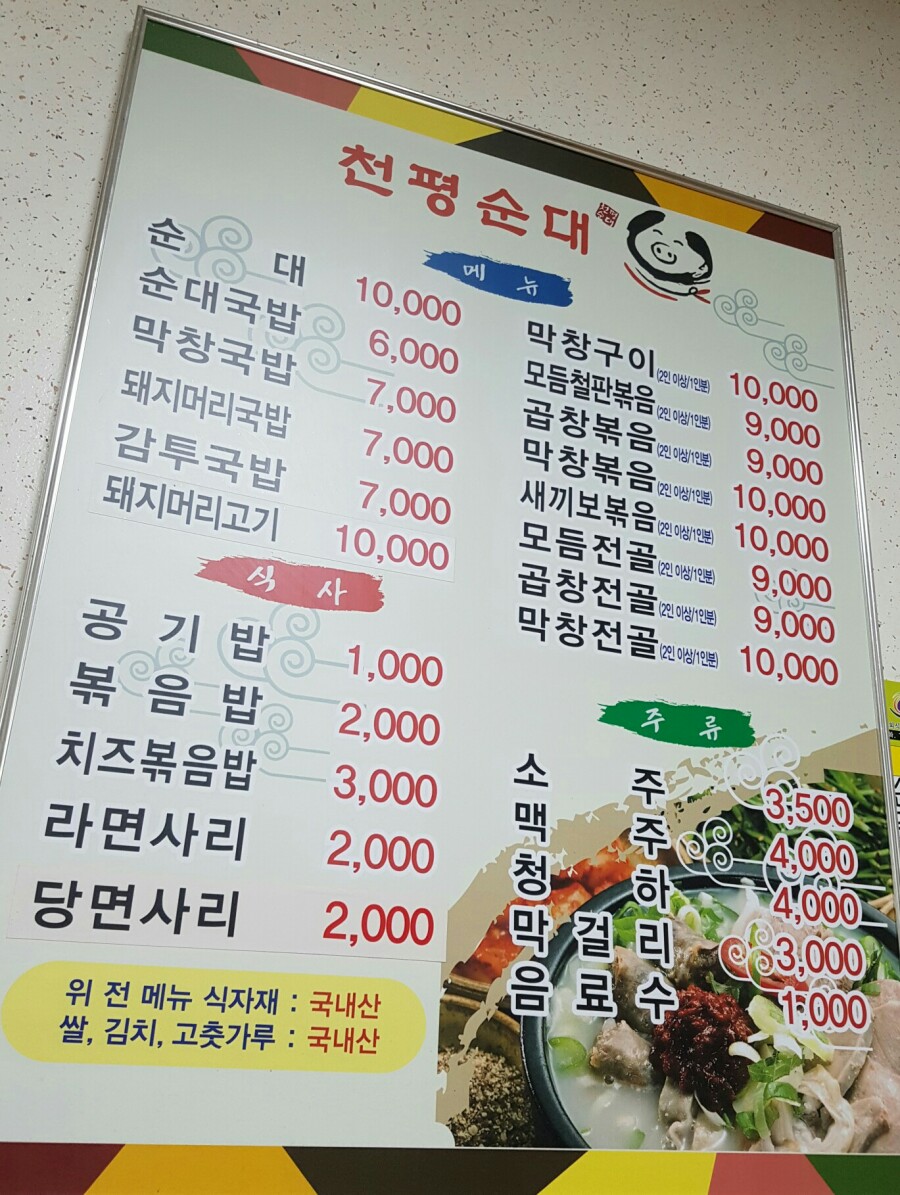 천평순대
메뉴
순대 10,000
순대국밥 6,000
막창국밥 7,000
돼지머리국밥 7,000
감투국밥 7,000
돼지머리고기 10,000
식사
공기밥 1,000
볶음밥 2,000
치즈볶음밥 3,000
라면사리 2,000
당면사리 2,000
위 전 메뉴 식자재 : 국내산
쌀, 김치, 고춧가루 : 국내산
막창구이(2인 이상/1인분) 10,000
모듬철판볶음(2인 이상/1인분) 9,000
곱창볶음(2인 이상/1인분) 9,000
막창볶음(2인 이상/1인분) 10,000
새끼보볶음(2인 이상/1인분) 10,000
모듬전골(2인 이상/1인분) 9,000
곱창전골(2인 이상/1인분) 9,000
막창전골(2인 이상/1인분) 10,000
주류
소주 3,500
맥주 4,000
청하 4,000
막걸리 3,000
음료수 1,000